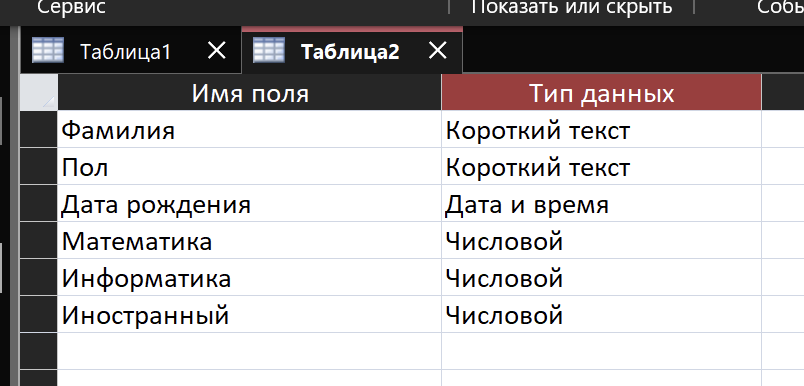 Сервис Показать или скрыть Собы
Таблица1 Таблица2
Имя поля Тип данных
Фамилия Короткий текст
Пол Короткий текст
Дата рождения Дата и время
Математика Числовой
Информатика Числовой
Иностранный Числовой